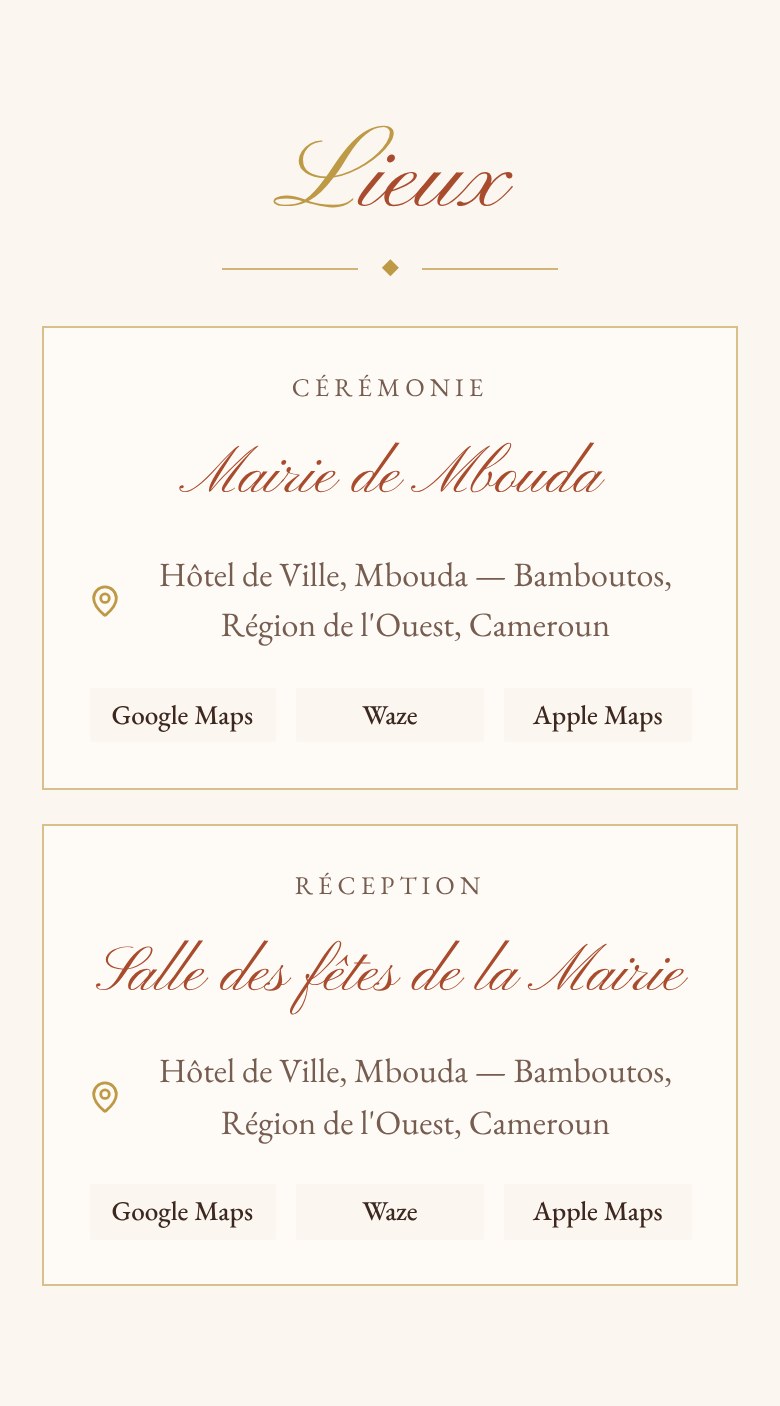 Lieux
CÉRÉMONIE
Mairie de Mbouda
Hôtel de Ville, Mbouda — Bamboutos,
Région de l'Ouest, Cameroun
Google Maps
Waze
Apple Maps
RÉCEPTION
Salle des fêtes de la Mairie
Hôtel de Ville, Mbouda — Bamboutos,
Région de l'Ouest, Cameroun
Google Maps
Waze
Apple Maps